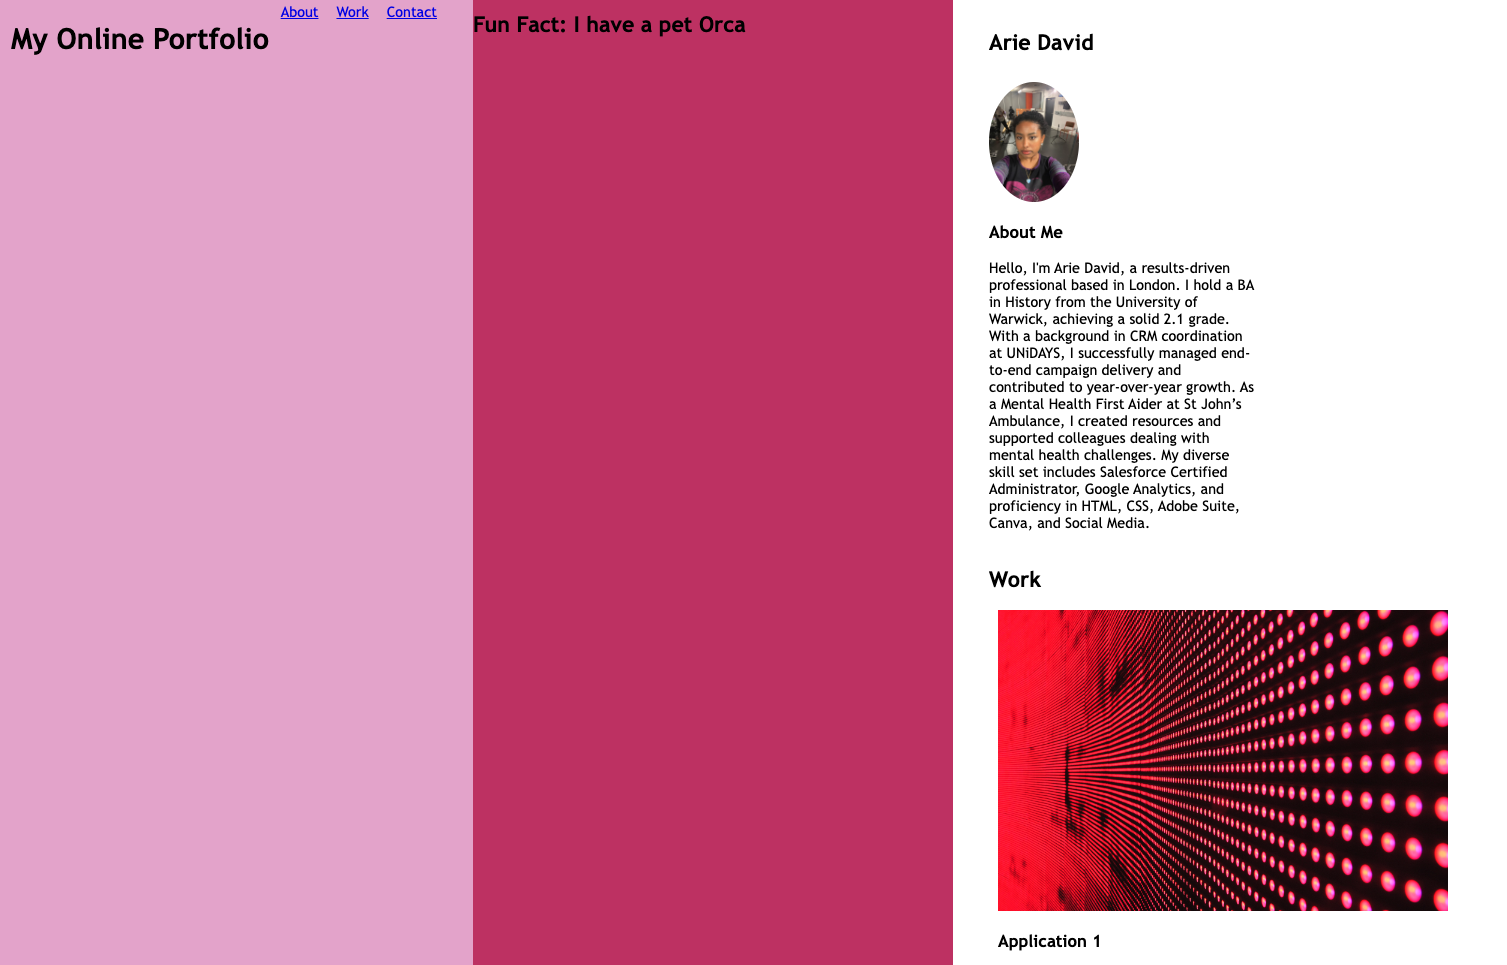 My Online Portfolio
About Work Contact
Fun Fact: I have a pet Orca
Arie David
About Me
Hello, I'm Arie David, a results-driven
professional based in London. I hold a BA
in History from the University of
Warwick, achieving a solid 2.1 grade.
With a background in CRM coordination
at UNiDAYS, I successfully managed end-
to-end campaign delivery and
contributed to year-over-year growth. As
a Mental Health First Aider at St John’s
Ambulance, I created resources and
supported colleagues dealing with
mental health challenges. My diverse
skill set includes Salesforce Certified
Administrator, Google Analytics, and
proficiency in HTML, CSS, Adobe Suite,
Canva, and Social Media.
Work
Application 1